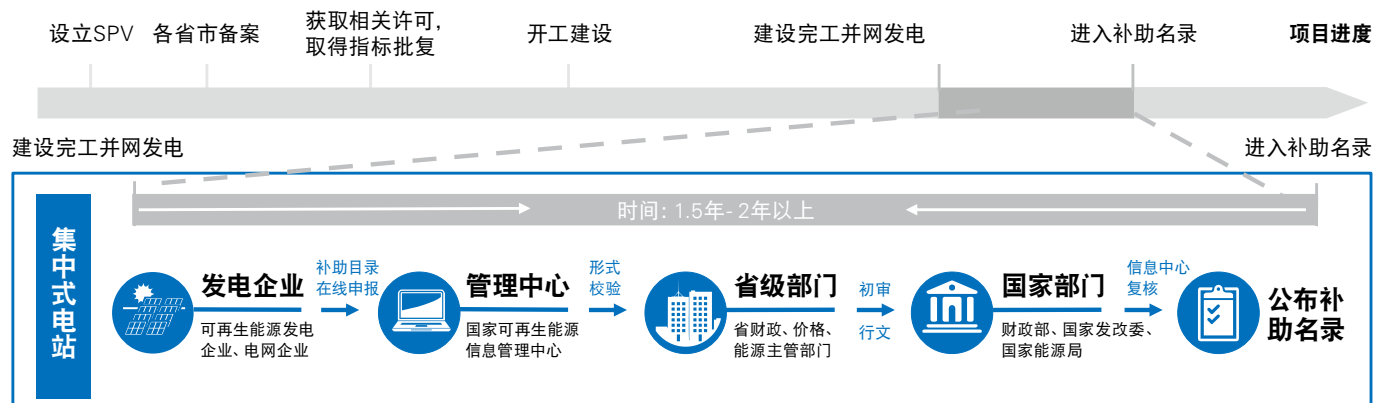 设立SPV
各省市备案
获取相关许可,
取得指标批复
开工建设
建设完工并网发电
进入补助名录
项目进度
建设完工并网发电
进入补助名录
时间: 1.5年- 2年以上
集中式电站
发电企业
可再生能源发电
企业、电网企业
补助目录
在线申报
管理中心
国家可再生能源
信息管理中心
形式
校验
省级部门
省财政、价格、
能源主管部门
初审
行文
国家部门
财政部、国家发改委、
国家能源局
信息中心
复核
公布补
助名录